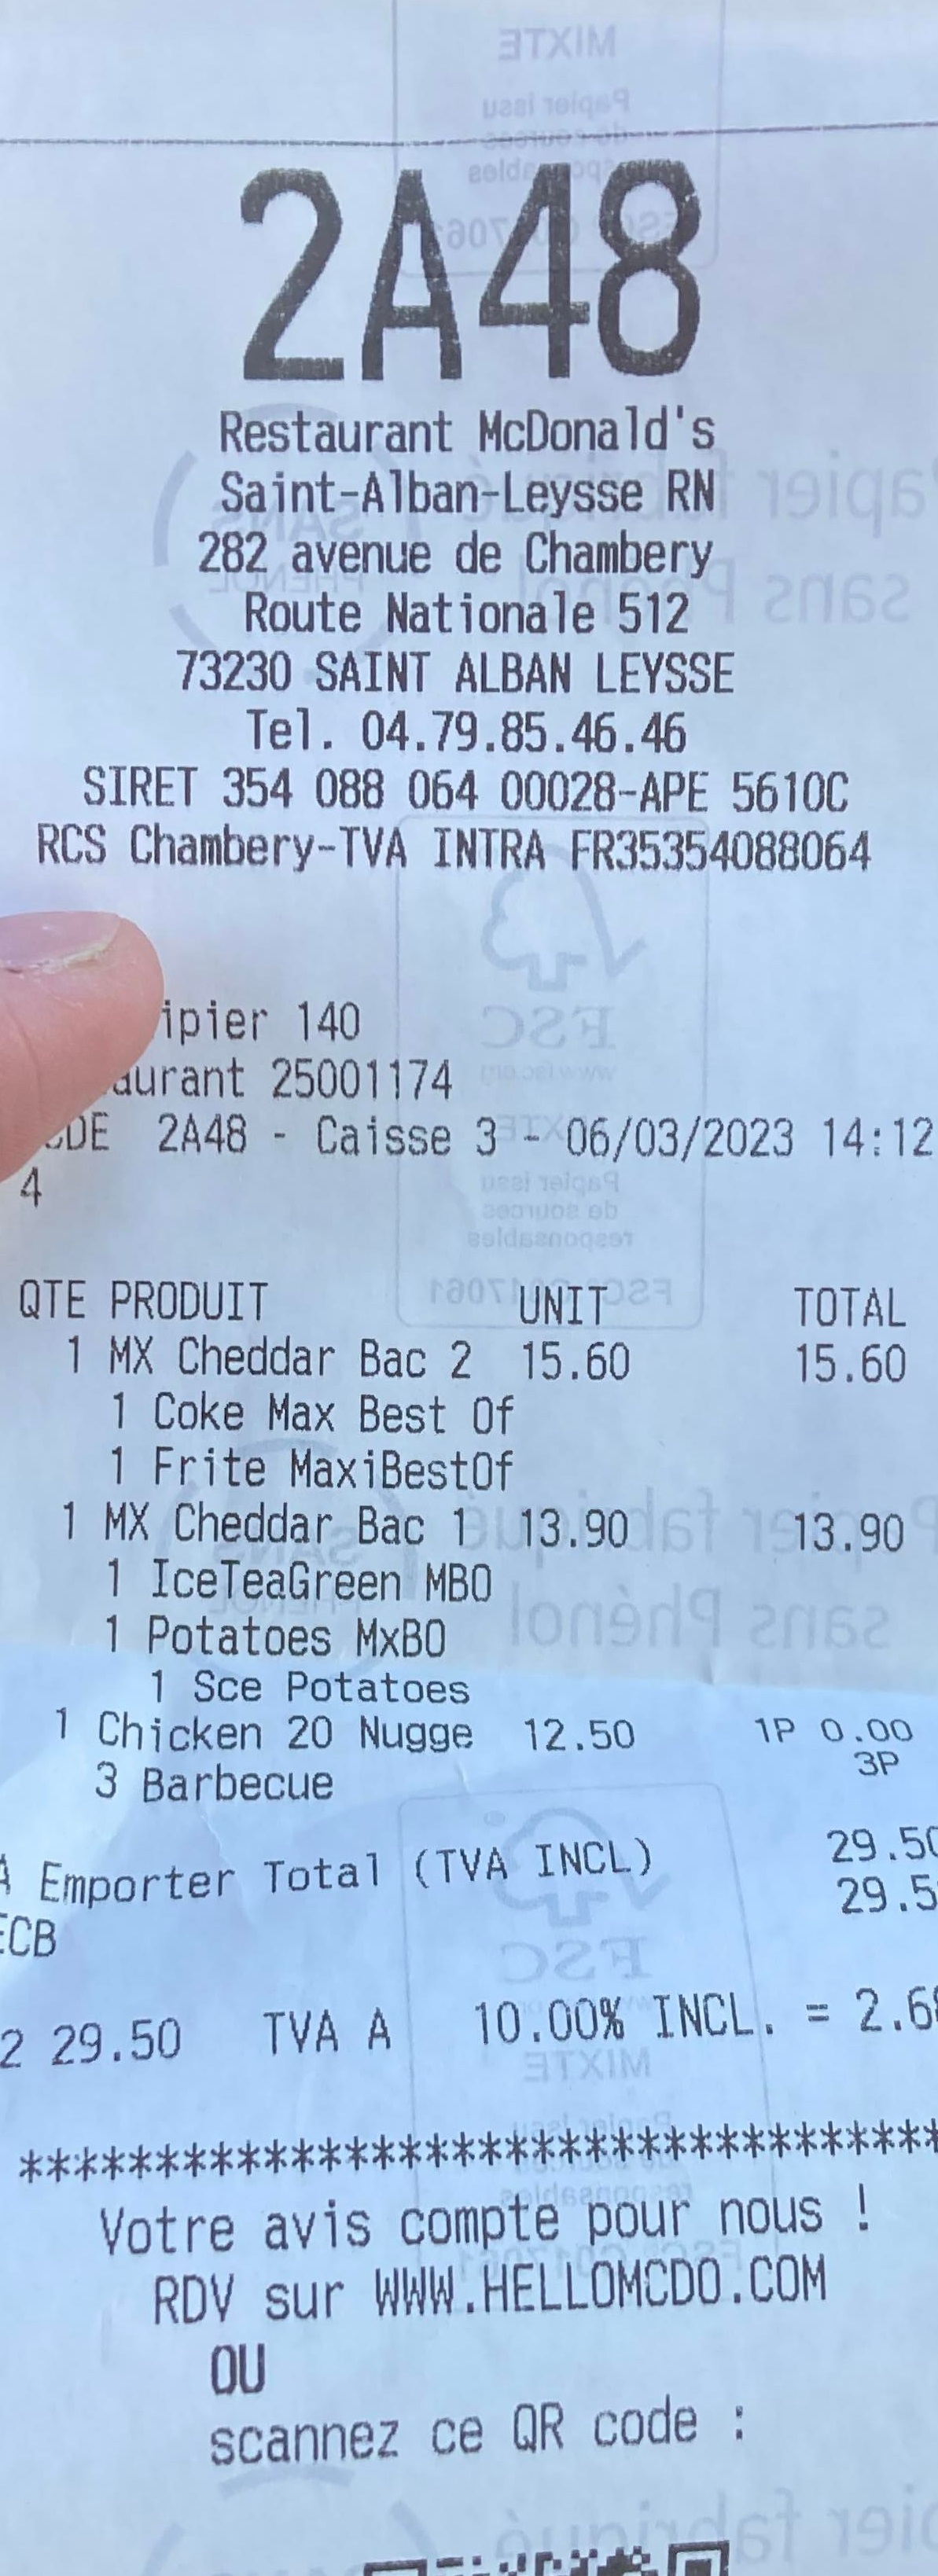 2A48
Restaurant McDonald's
Saint-Alban-Leysse RN
282 avenue de Chambery
Route Nationale 512
73230 SAINT ALBAN LEYSSE
Tel. 04.79.85.46.46
SIRET 354 088 064 00028-APE 5610C
RCS Chambery-TVA INTRA FR35354088064
ipier 140
aurant 25001174
DE 2A48 - Caisse 3 - 06/03/2023 14:12
4
QTE PRODUIT UNIT TOTAL
1 MX Cheddar Bac 2 15.60 15.60
1 Coke Max Best Of
1 Frite MaxiBestOf
1 MX Cheddar Bac 1 13.90 13.90
1 IceTeaGreen MBO
1 Potatoes MxBO
1 Sce Potatoes
1 Chicken 20 Nugge 12.50 1P 0.00
3 Barbecue 3P
A Emporter Total (TVA INCL) 29.50
ECB 29.5
2 29.50 TVA A 10.00% INCL. = 2.6
***********************************
Votre avis compte pour nous !
RDV sur WWW.HELLOMCDO.COM
OU
scannez ce QR code :